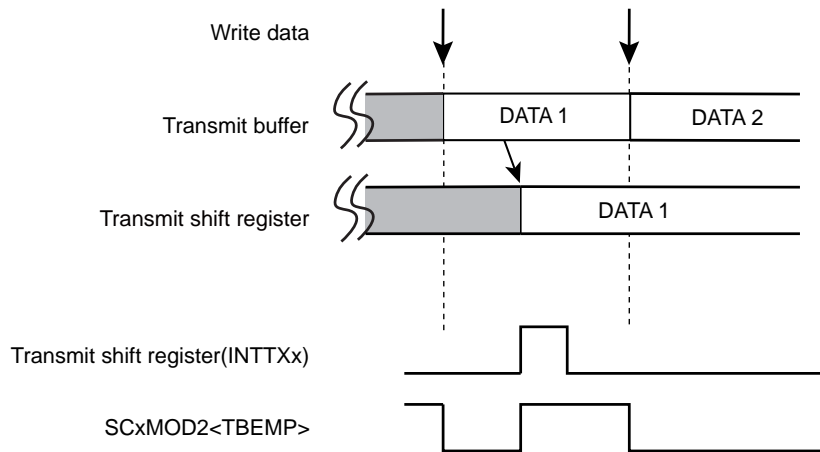 Write data
Transmit buffer
DATA 1
DATA 2
Transmit shift register
DATA 1
Transmit shift register(INTTXx)
SCxMOD2<TBEMP>